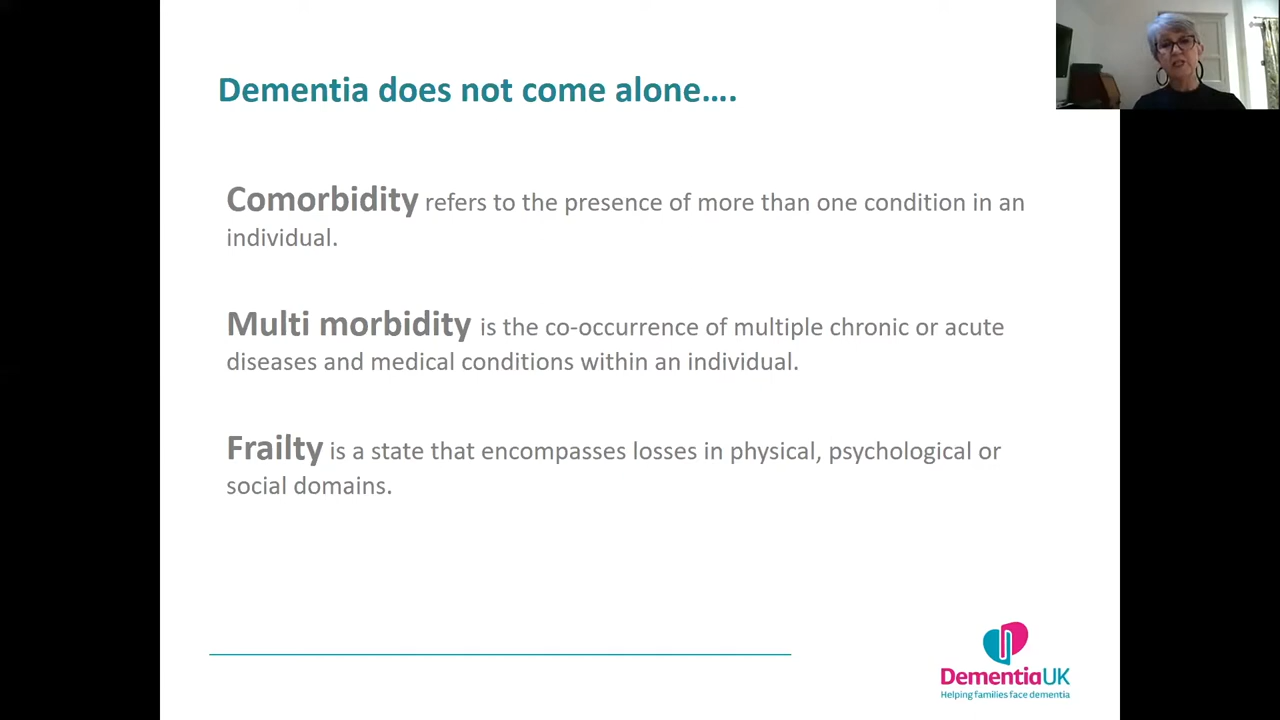 Dementia does not come alone….
Comorbidity refers to the presence of more than one condition in an
individual.
Multi morbidity is the co-occurrence of multiple chronic or acute
diseases and medical conditions within an individual.
Frailty is a state that encompasses losses in physical, psychological or
social domains.
DementiaUK
Helping families face dementia